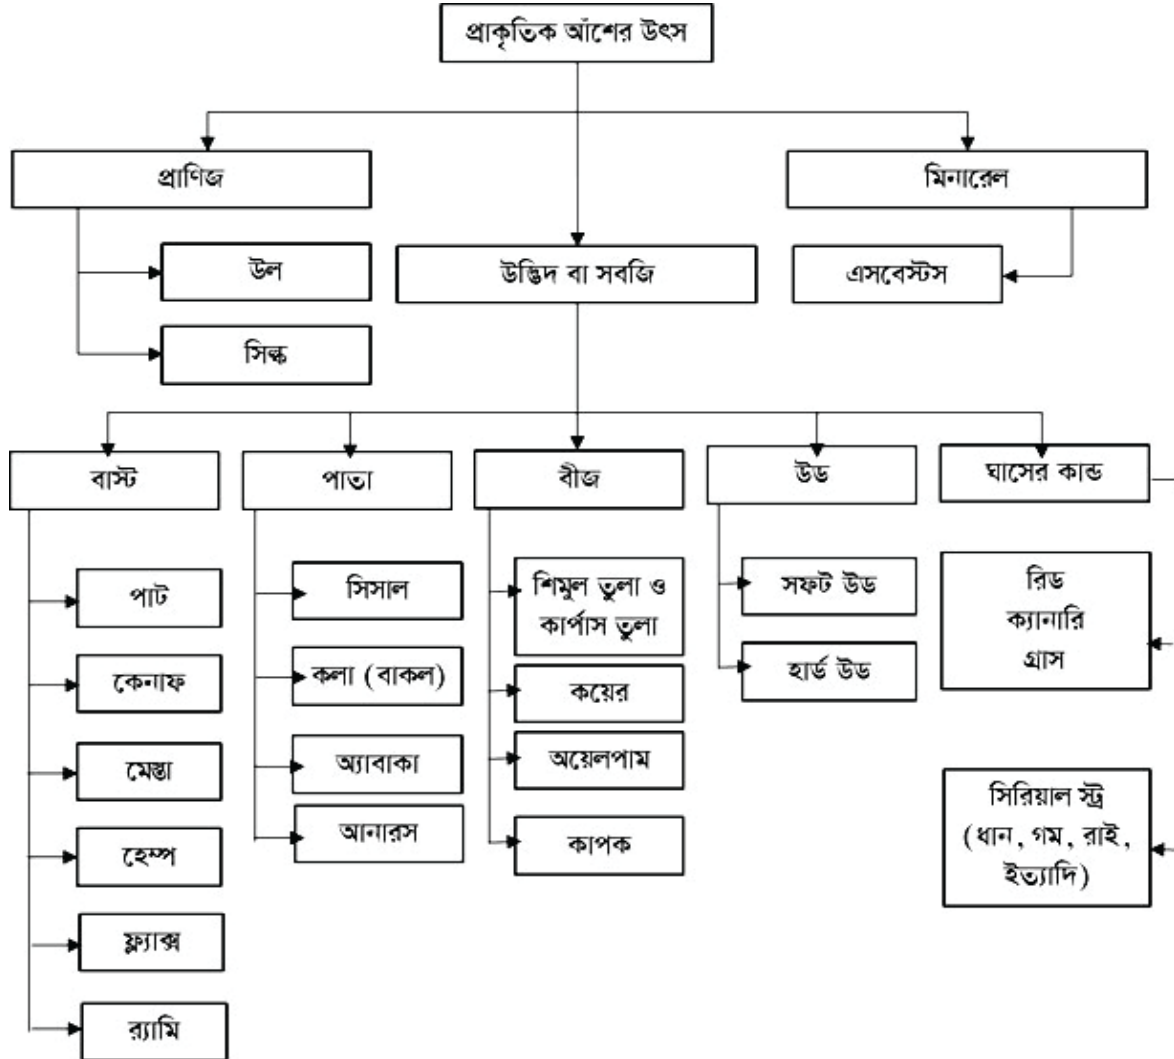 প্রাকৃতিক আঁশের উৎস
প্রাণিজ
মিনারেল
উল
উদ্ভিদ বা সবজি
এসবেস্টস
সিল্ক
বাস্ট
পাতা
বীজ
উড
ঘাসের কান্ড
পাট
কেনাফ
মেস্তা
হেম্প
ফ্ল্যাক্স
র‍্যামি
সিসাল
কলা (বাকল)
অ্যাবাকা
আনারস
শিমুল তুলা ও
কার্পাস তুলা
কয়ের
অয়েলপাম
কাপক
সফট উড
হার্ড উড
রিড
ক্যানারি
গ্রাস
সিরিয়াল স্ট্র
(ধান, গম, রাই,
ইত্যাদি)